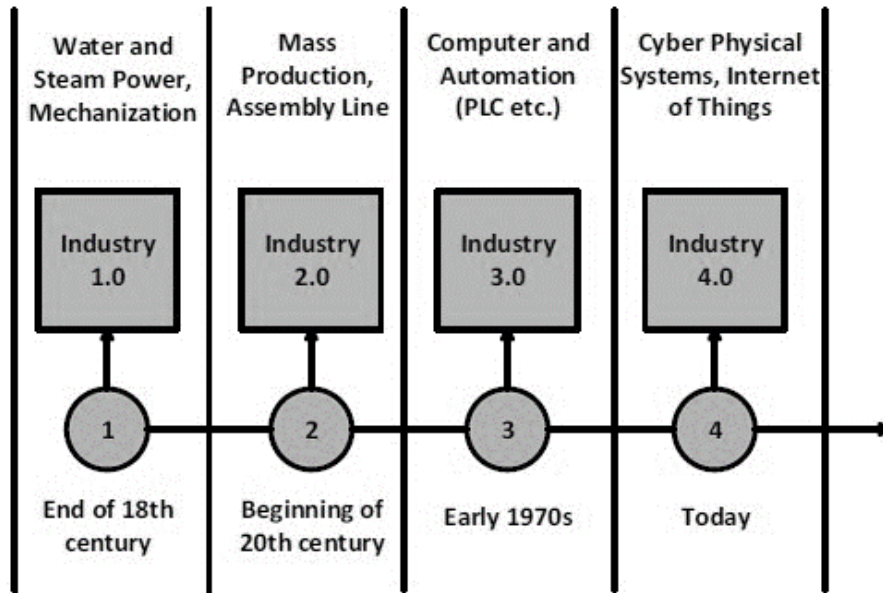 Water and
Steam Power,
Mechanization
Mass
Production,
Assembly Line
Computer and
Automation
(PLC etc.)
Cyber Physical
Systems, Internet
of Things
Industry
1.0
Industry
2.0
Industry
3.0
Industry
4.0
1
2
3
4
End of 18th
century
Beginning of
20th century
Early 1970s
Today